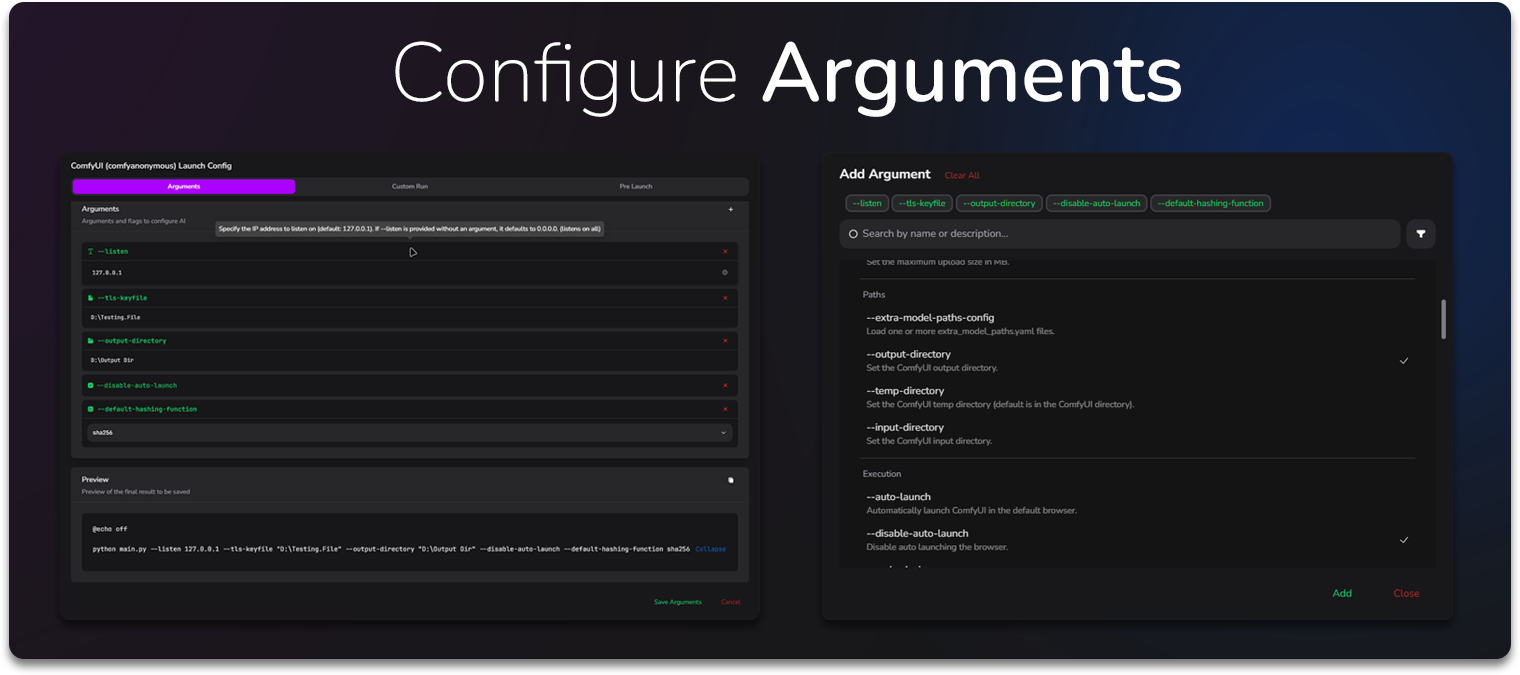 Configure Arguments
ComfyUI (comfyanonymous) Launch Config
Arguments
Custom Run
Pre Launch
Arguments
Arguments and flags to configure AI
Specify the IP address to listen on (default: 127.0.0.1). If --listen is provided without an argument, it defaults to 0.0.0.0. (listens on all)
--listen
127.0.0.1
--tls-keyfile
D:\Testing.File
--output-directory
D:\Output Dir
--disable-auto-launch
--default-hashing-function
sha256
Preview
Preview of the final result to be saved
@echo off
python main.py --listen 127.0.0.1 --tls-keyfile "D:\Testing.File" --output-directory "D:\Output Dir" --disable-auto-launch --default-hashing-function sha256 Collapse
Save Arguments
Cancel
Add Argument
Clear All
--listen
--tls-keyfile
--output-directory
--disable-auto-launch
--default-hashing-function
Search by name or description...
Set the maximum upload size in MB.
Paths
--extra-model-paths-config
Load one or more extra_model_paths.yaml files.
--output-directory
Set the ComfyUI output directory.
--temp-directory
Set the ComfyUI temp directory (default is in the ComfyUI directory).
--input-directory
Set the ComfyUI input directory.
Execution
--auto-launch
Automatically launch ComfyUI in the default browser.
--disable-auto-launch
Disable auto launching the browser.
Add
Close